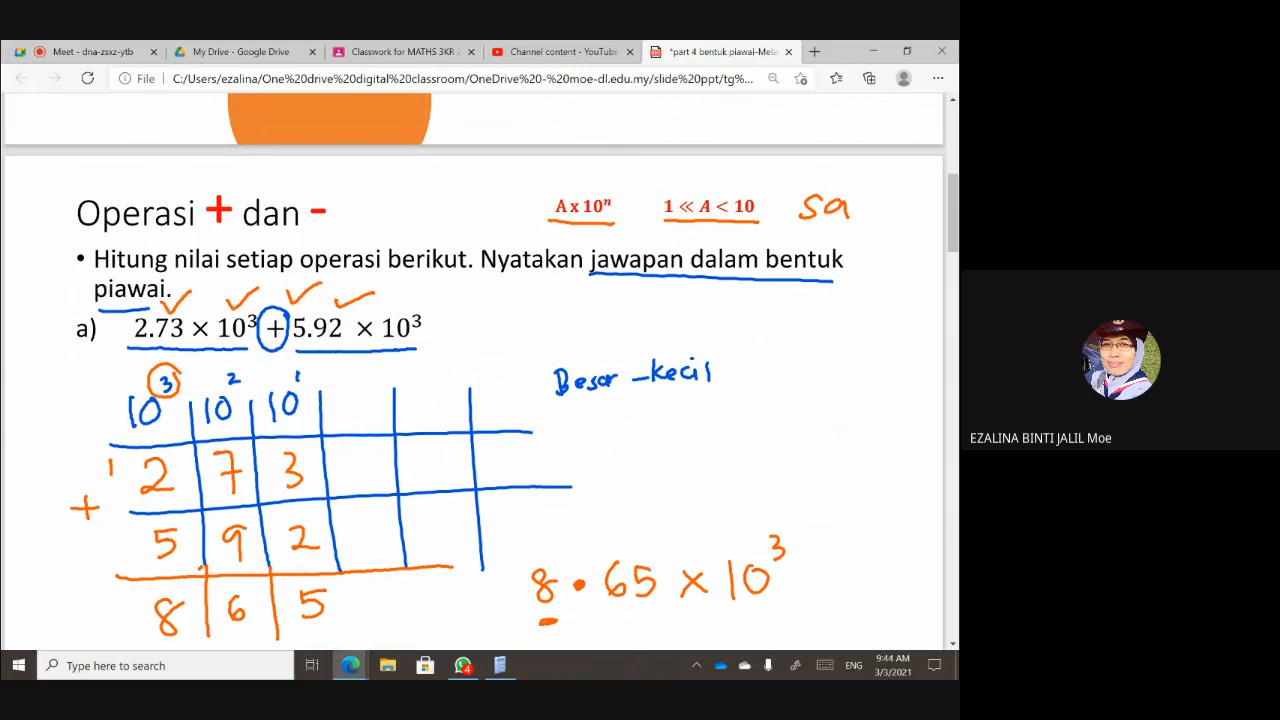 Meet - dna-zsxz-ytb
My Drive - Google Drive
Classwork for MATHS 3KR
Channel content - YouTube
*part 4 bentuk piawai-Mela
File
C:/Users/ezalina/One%20drive%20digital%20classroom/OneDrive%20-%20moe-dl.edu.my/slide%20ppt/tg%...
Operasi + dan -
A x 10ⁿ
1 ≪ A < 10
sa
• Hitung nilai setiap operasi berikut. Nyatakan jawapan dalam bentuk
piawai.
a) 2.73 × 10³ + 5.92 × 10³
10³ 10² 10¹
Besar - kecil
1 2 7 3
+ 5 9 2
8 6 5
8.65 × 10³
EZALINA BINTI JALIL Moe
Type here to search
4
ENG
9:44 AM
3/3/2021